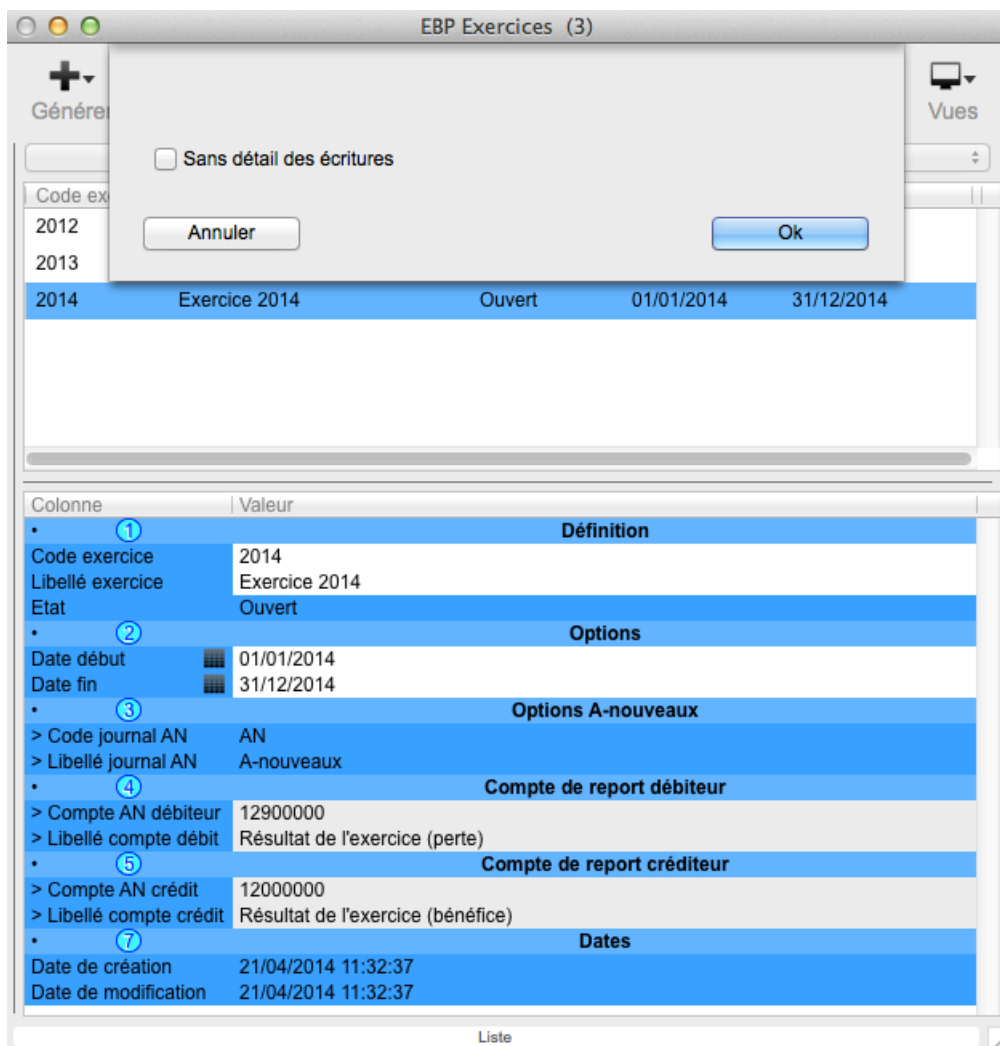 EBP Exercices (3)
Sans détail des écritures
Annuler Ok
Vues
2012
2013
2014 Exercice 2014 Ouvert 01/01/2014 31/12/2014
Colonne Valeur
• 1 Définition
Code exercice 2014
Libellé exercice Exercice 2014
Etat Ouvert
• 2 Options
Date début 01/01/2014
Date fin 31/12/2014
• 3 Options A-nouveaux
> Code journal AN AN
> Libellé journal AN A-nouveaux
• 4 Compte de report débiteur
> Compte AN débiteur 12900000
> Libellé compte débit Résultat de l'exercice (perte)
• 5 Compte de report créditeur
> Compte AN crédit 12000000
> Libellé compte crédit Résultat de l'exercice (bénéfice)
• 7 Dates
Date de création 21/04/2014 11:32:37
Date de modification 21/04/2014 11:32:37
Liste